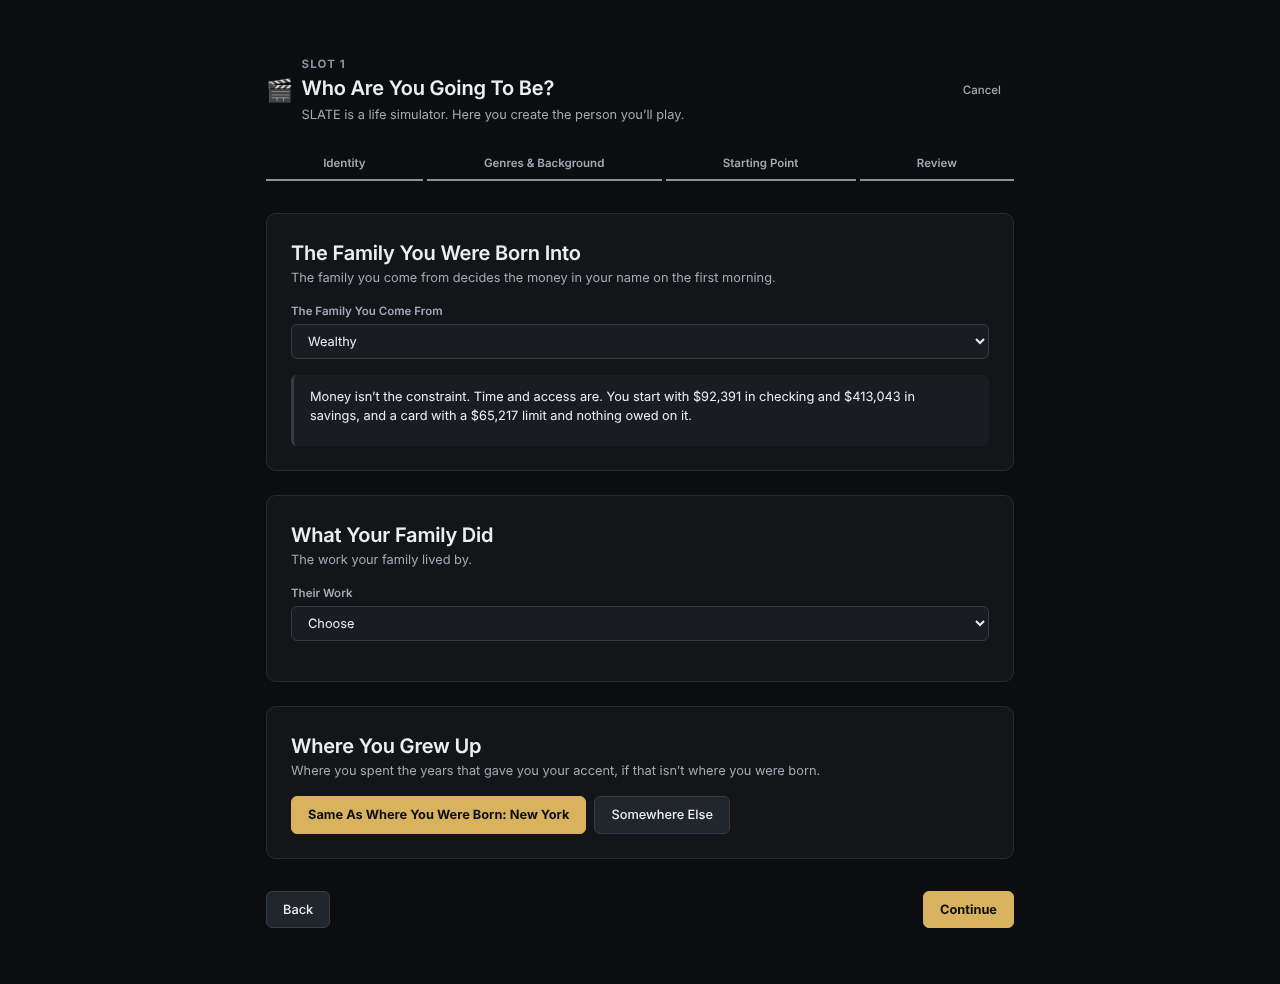 SLOT 1
Who Are You Going To Be?
SLATE is a life simulator. Here you create the person you’ll play.
Cancel
Identity
Genres & Background
Starting Point
Review
The Family You Were Born Into
The family you come from decides the money in your name on the first morning.
The Family You Come From
Wealthy
Money isn’t the constraint. Time and access are. You start with $92,391 in checking and $413,043 in
savings, and a card with a $65,217 limit and nothing owed on it.
What Your Family Did
The work your family lived by.
Their Work
Choose
Where You Grew Up
Where you spent the years that gave you your accent, if that isn’t where you were born.
Same As Where You Were Born: New York
Somewhere Else
Back
Continue